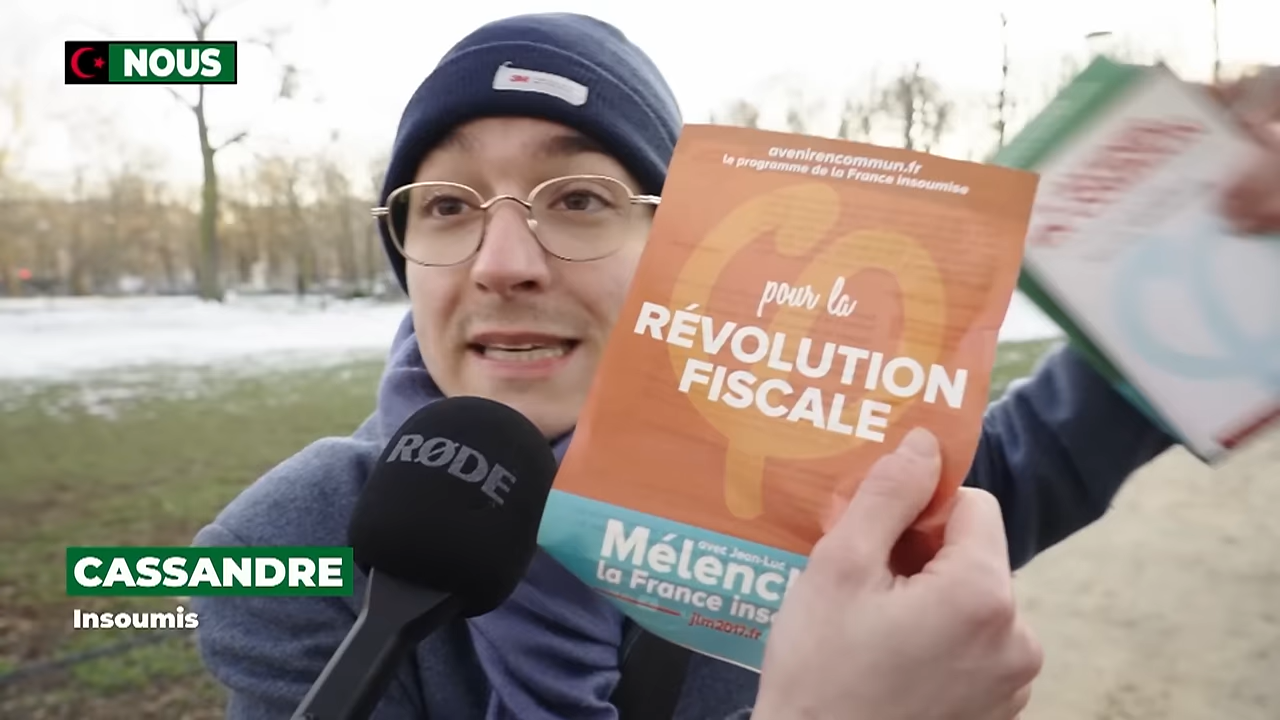 NOUS
3M
avenirencommun.fr
le programme de la France insoumise
pour la
RÉVOLUTION
FISCALE
avec Jean-Luc
Mélench
la France inso
jlm2017.fr
RØDE
CASSANDRE
Insoumis